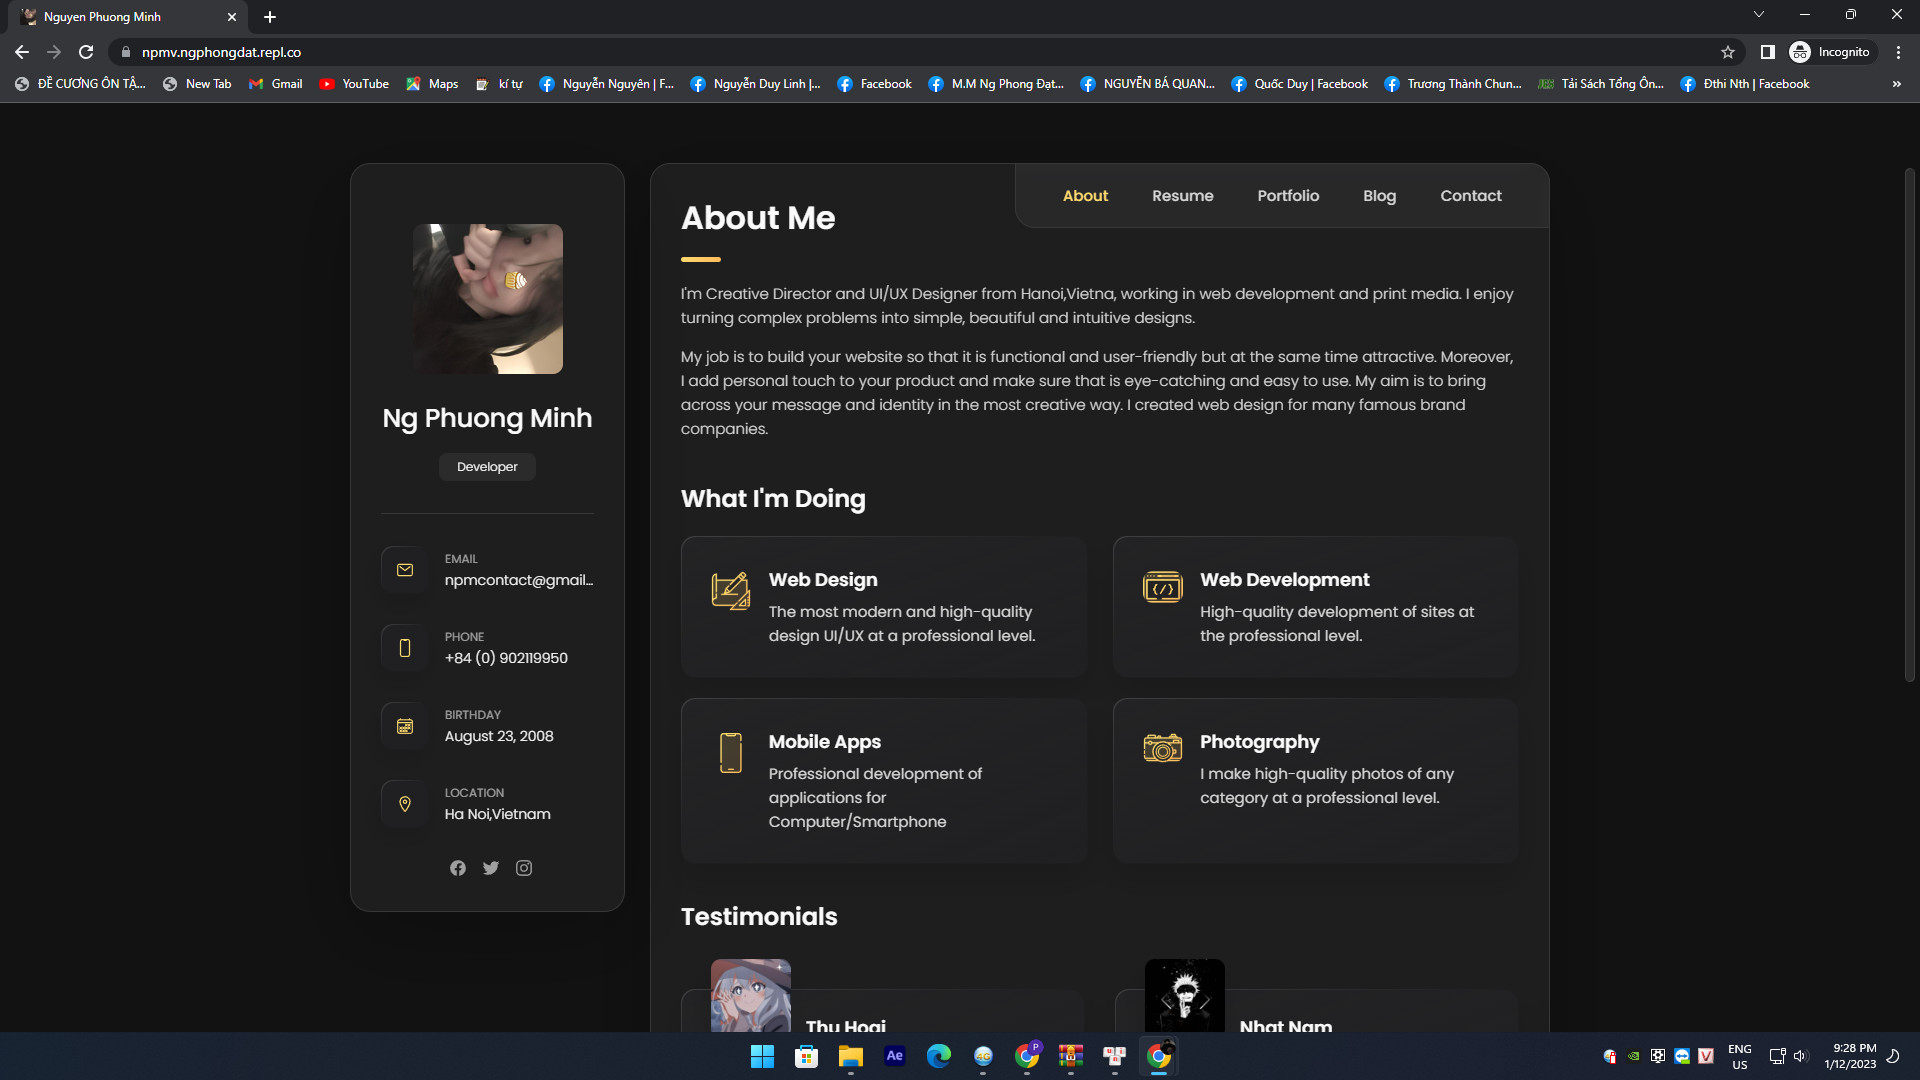 Nguyen Phuong Minh
npmv.ngphongdat.repl.co
Incognito
ĐỀ CƯƠNG ÔN TẬ...
New Tab
Gmail
YouTube
Maps
kí tự
Nguyễn Nguyên | F...
Nguyễn Duy Linh |...
Facebook
M.M Ng Phong Đạt...
NGUYỄN BÁ QUAN...
Quốc Duy | Facebook
Trương Thành Chun...
Tải Sách Tổng Ôn...
Đthi Nth | Facebook
»
Ng Phuong Minh
Developer
EMAIL
npmcontact@gmail...
PHONE
+84 (0) 902119950
BIRTHDAY
August 23, 2008
LOCATION
Ha Noi,Vietnam
About
Resume
Portfolio
Blog
Contact
About Me
I'm Creative Director and UI/UX Designer from Hanoi,Vietna, working in web development and print media. I enjoy
turning complex problems into simple, beautiful and intuitive designs.
My job is to build your website so that it is functional and user-friendly but at the same time attractive. Moreover,
I add personal touch to your product and make sure that is eye-catching and easy to use. My aim is to bring
across your message and identity in the most creative way. I created web design for many famous brand
companies.
What I'm Doing
Web Design
The most modern and high-quality
design UI/UX at a professional level.
Web Development
High-quality development of sites at
the professional level.
Mobile Apps
Professional development of
applications for
Computer/Smartphone
Photography
I make high-quality photos of any
category at a professional level.
Testimonials
Thu Hoai
Nhat Nam
Ae
4G
P
V
ENG
US
9:28 PM
1/12/2023